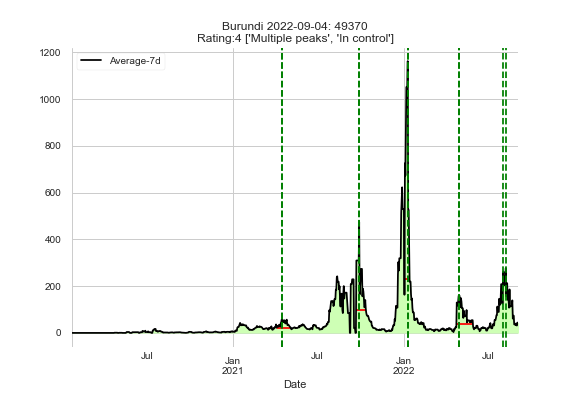 Burundi 2022-09-04: 49370
Rating:4 ['Multiple peaks', 'In control']
1200
Average-7d
1000
800
600
400
200
0
Jul Jan Jul Jan Jul
2021 2022
Date